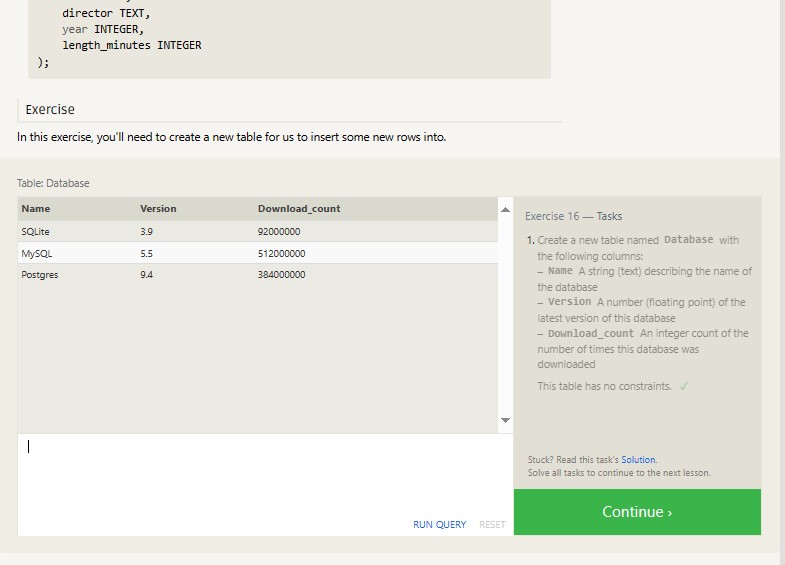 director TEXT,
year INTEGER,
length_minutes INTEGER
);
Exercise
In this exercise, you'll need to create a new table for us to insert some new rows into.
Table: Database
Name Version Download_count
SQLite 3.9 92000000
MySQL 5.5 512000000
Postgres 9.4 384000000
RUN QUERY RESET
Exercise 16 — Tasks
1. Create a new table named Database with
the following columns:
– Name A string (text) describing the name of
the database
– Version A number (floating point) of the
latest version of this database
– Download_count An integer count of the
number of times this database was
downloaded
This table has no constraints. ✓
Stuck? Read this task's Solution.
Solve all tasks to continue to the next lesson.
Continue ›